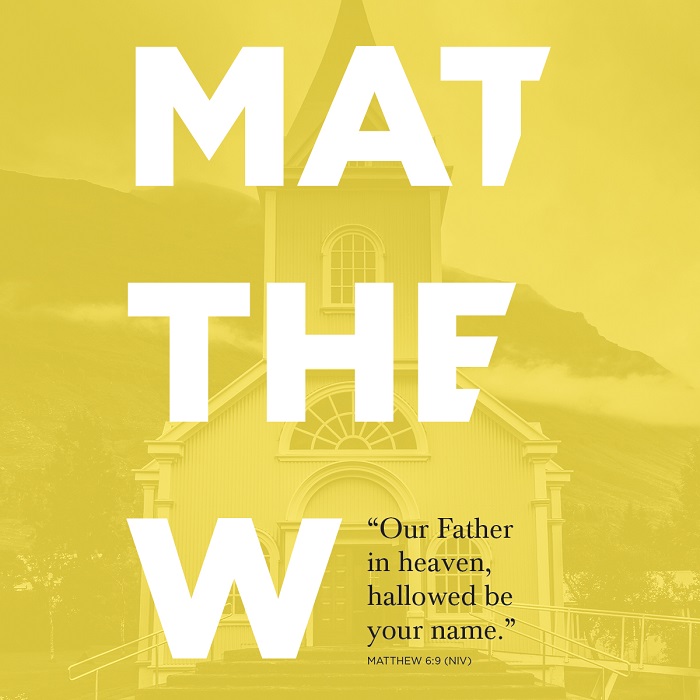 MAT
THE
W
“Our Father
in heaven,
hallowed be
your name.”
MATTHEW 6:9 (NIV)